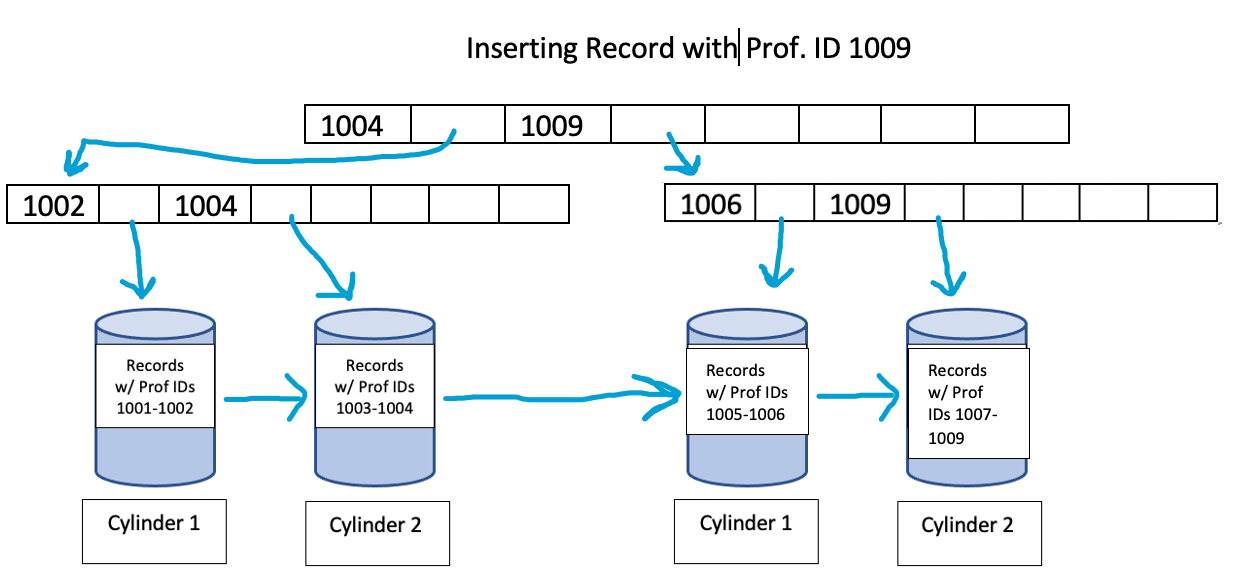 Inserting Record with Prof. ID 1009
1004 1009
1002 1004
1006 1009
Records
w/ Prof IDs
1001-1002
Records
w/ Prof IDs
1003-1004
Records
w/ Prof IDs
1005-1006
Records
w/ Prof
IDs 1007-
1009
Cylinder 1
Cylinder 2
Cylinder 1
Cylinder 2